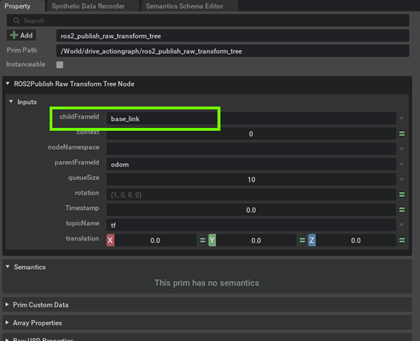 Property Synthetic Data Recorder Semantics Schema Editor
Search
Add ros2_publish_raw_transform_tree
Prim Path /World/drive_actiongraph/ros2_publish_raw_transform_tree
Instanceable
ROS2Publish Raw Transform Tree Node
Inputs
childFrameId base_link
context 0
nodeNamespace
parentFrameId odom
queueSize 10
rotation (1, 0, 0, 0)
Timestamp 0.0
topicName tf
translation X 0.0 Y 0.0 Z 0.0
Semantics
This prim has no semantics
Prim Custom Data
Array Properties
Raw USD Properties